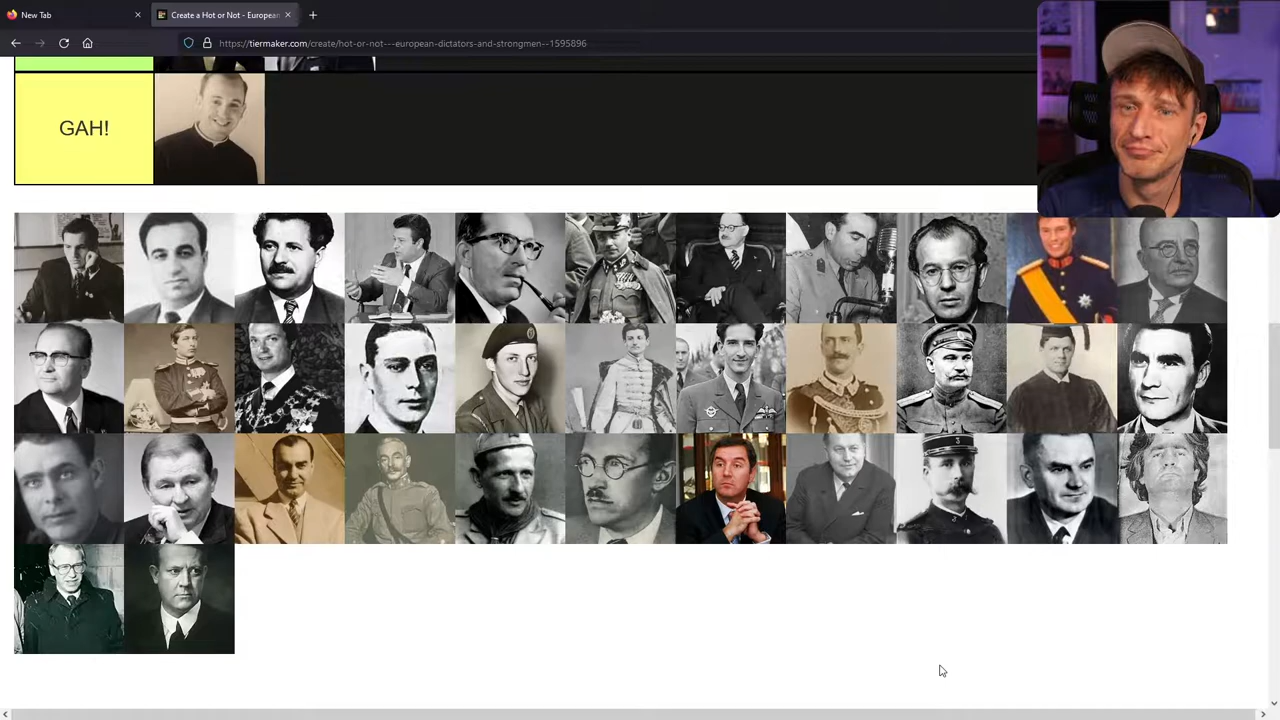 New Tab
Create a Hot or Not - European
https://tiermaker.com/create/hot-or-not---european-dictators-and-strongmen--1595896
GAH!